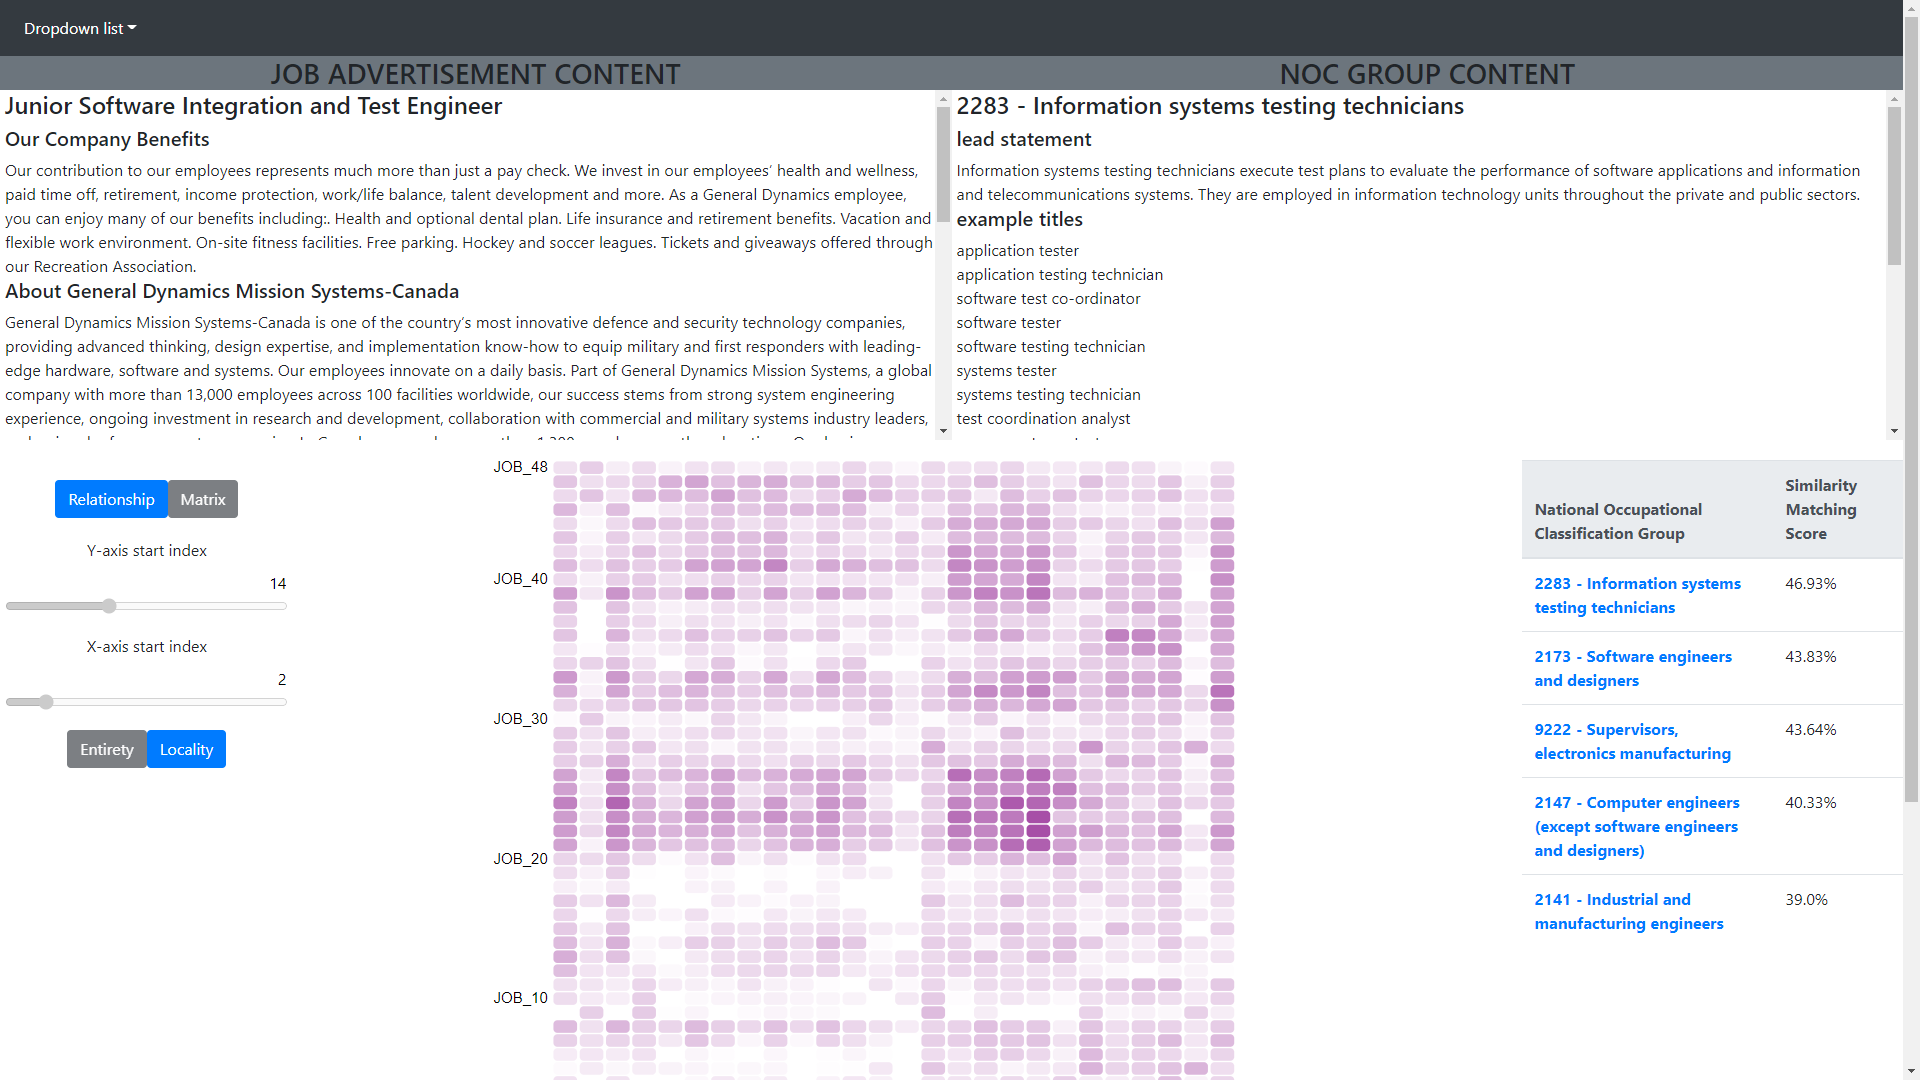 Dropdown list
JOB ADVERTISEMENT CONTENT
NOC GROUP CONTENT
Junior Software Integration and Test Engineer
Our Company Benefits
Our contribution to our employees represents much more than just a pay check. We invest in our employees' health and wellness,
paid time off, retirement, income protection, work/life balance, talent development and more. As a General Dynamics employee,
you can enjoy many of our benefits including:. Health and optional dental plan. Life insurance and retirement benefits. Vacation and
flexible work environment. On-site fitness facilities. Free parking. Hockey and soccer leagues. Tickets and giveaways offered through
our Recreation Association.
About General Dynamics Mission Systems-Canada
General Dynamics Mission Systems-Canada is one of the country's most innovative defence and security technology companies,
providing advanced thinking, design expertise, and implementation know-how to equip military and first responders with leading-
edge hardware, software and systems. Our employees innovate on a daily basis. Part of General Dynamics Mission Systems, a global
company with more than 13,000 employees across 100 facilities worldwide, our success stems from strong system engineering
experience, ongoing investment in research and development, collaboration with commercial and military systems industry leaders,
2283 - Information systems testing technicians
lead statement
Information systems testing technicians execute test plans to evaluate the performance of software applications and information
and telecommunications systems. They are employed in information technology units throughout the private and public sectors.
example titles
application tester
application testing technician
software test co-ordinator
software tester
software testing technician
systems tester
systems testing technician
test coordination analyst
Relationship
Matrix
Y-axis start index
14
X-axis start index
2
Entirety
Locality
JOB_48
JOB_40
JOB_30
JOB_20
JOB_10
National Occupational
Classification Group
Similarity
Matching
Score
2283 - Information systems
testing technicians
46.93%
2173 - Software engineers
and designers
43.83%
9222 - Supervisors,
electronics manufacturing
43.64%
2147 - Computer engineers
(except software engineers
and designers)
40.33%
2141 - Industrial and
manufacturing engineers
39.0%